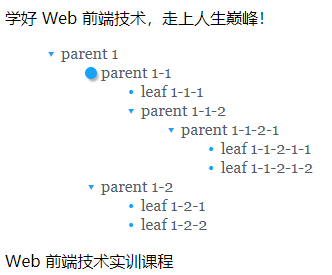 学好 Web 前端技术，走上人生巅峰！
parent 1
parent 1-1
leaf 1-1-1
parent 1-1-2
parent 1-1-2-1
leaf 1-1-2-1-1
leaf 1-1-2-1-2
parent 1-2
leaf 1-2-1
leaf 1-2-2
Web 前端技术实训课程